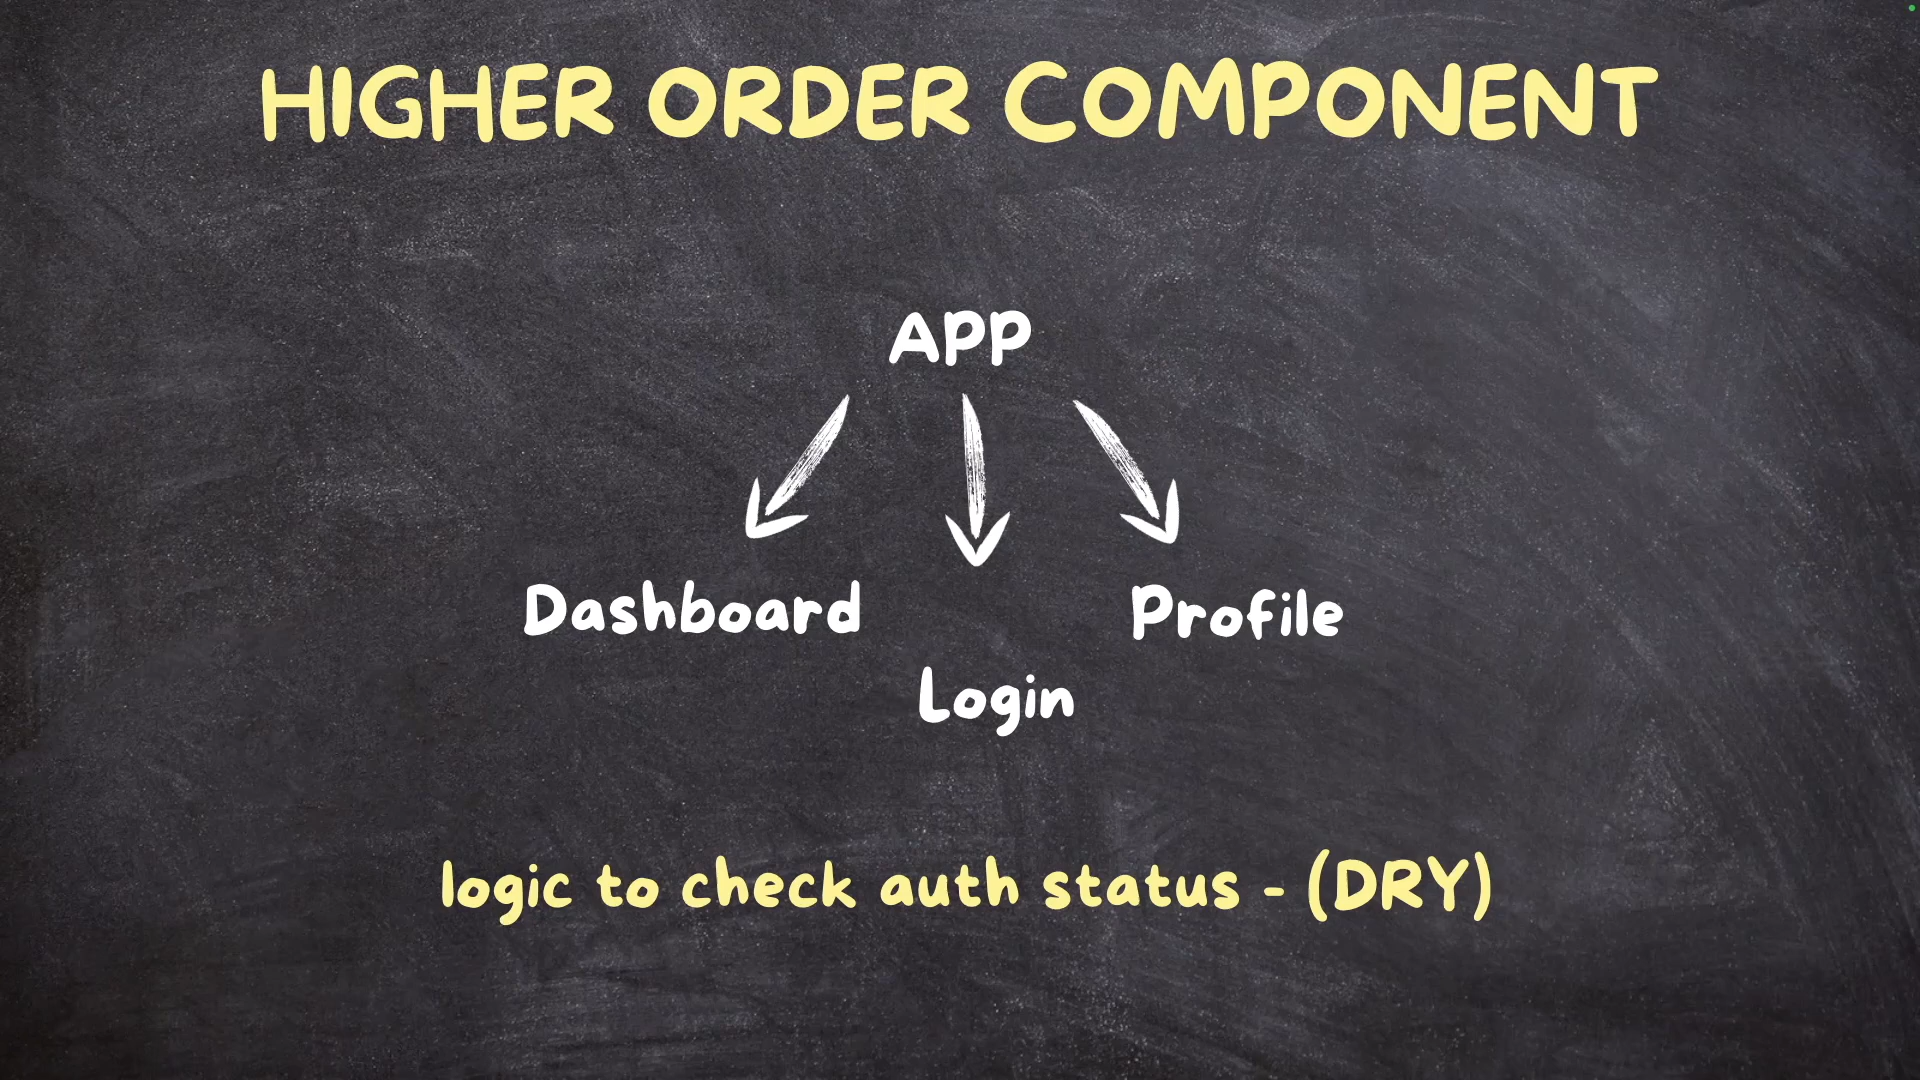 HIGHER ORDER COMPONENT
APP
Dashboard
Profile
Login
logic to check auth status - (DRY)